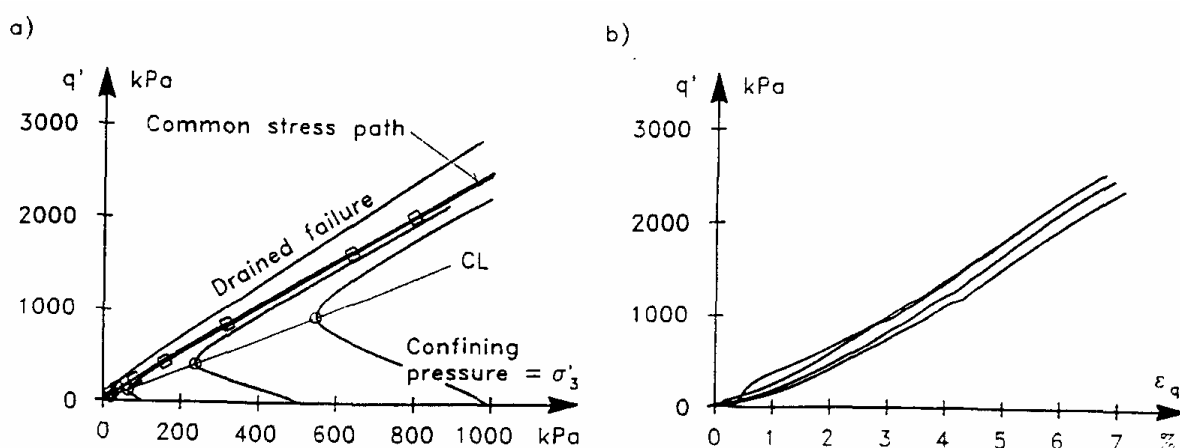 a)
q' kPa
3000
2000
1000
0
Common stress path
Drained failure
CL
Confining
pressure = σ'3
0 200 400 600 800 1000 kPa
b)
q' kPa
3000
2000
1000
0
εq
0 1 2 3 4 5 6 7 %